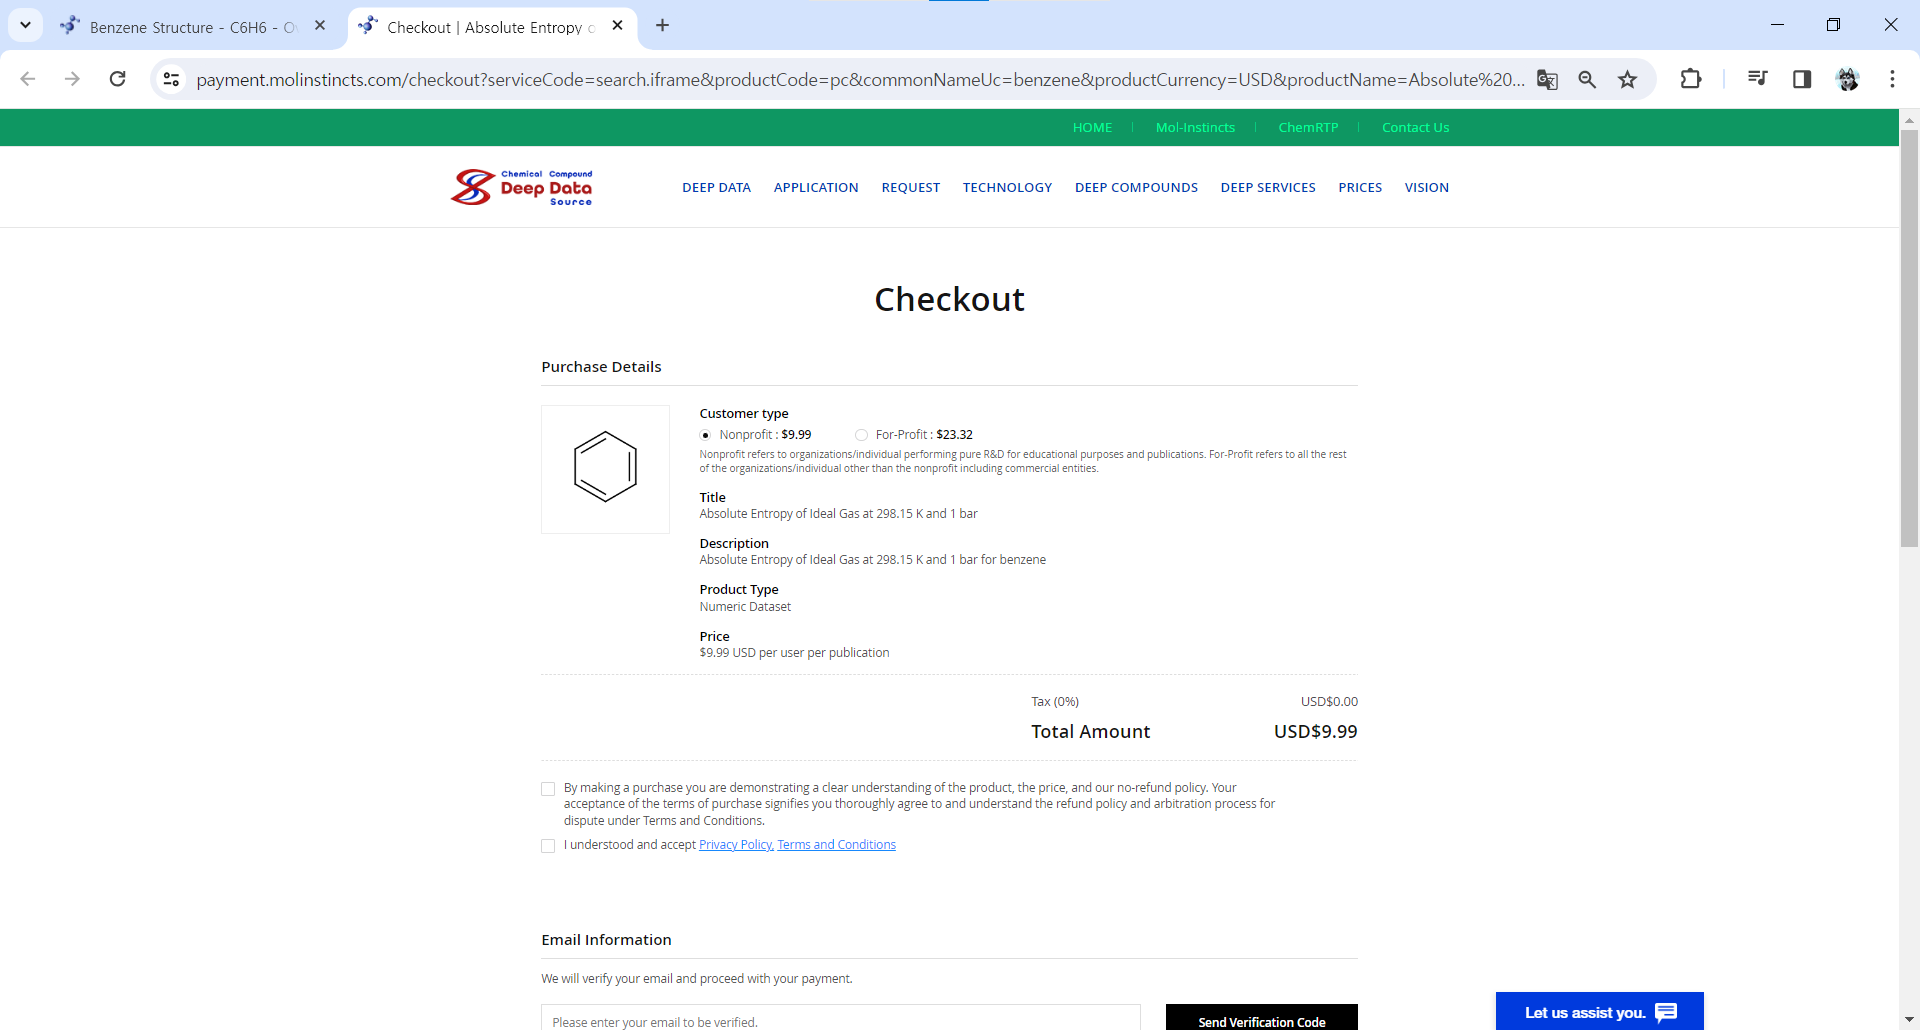 Benzene Structure - C6H6 - O
Checkout | Absolute Entropy o
payment.molinstincts.com/checkout?serviceCode=search.iframe&productCode=pc&commonNameUc=benzene&productCurrency=USD&productName=Absolute%20...
HOME
Mol-Instincts
ChemRTP
Contact Us
Chemical Compound
Deep Data
Source
DEEP DATA
APPLICATION
REQUEST
TECHNOLOGY
DEEP COMPOUNDS
DEEP SERVICES
PRICES
VISION
Checkout
Purchase Details
Customer type
Nonprofit : $9.99
For-Profit : $23.32
Nonprofit refers to organizations/individual performing pure R&D for educational purposes and publications. For-Profit refers to all the rest
of the organizations/individual other than the nonprofit including commercial entities.
Title
Absolute Entropy of Ideal Gas at 298.15 K and 1 bar
Description
Absolute Entropy of Ideal Gas at 298.15 K and 1 bar for benzene
Product Type
Numeric Dataset
Price
$9.99 USD per user per publication
Tax (0%)
USD$0.00
Total Amount
USD$9.99
By making a purchase you are demonstrating a clear understanding of the product, the price, and our no-refund policy. Your
acceptance of the terms of purchase signifies you thoroughly agree to and understand the refund policy and arbitration process for
dispute under Terms and Conditions.
I understood and accept Privacy Policy, Terms and Conditions
Email Information
We will verify your email and proceed with your payment.
Please enter your email to be verified.
Send Verification Code
Let us assist you.